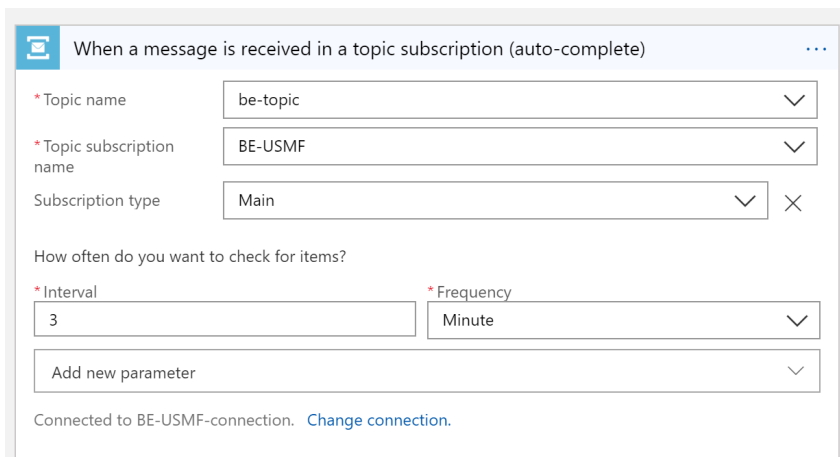 When a message is received in a topic subscription (auto-complete)
...
* Topic name
be-topic
* Topic subscription
name
BE-USMF
Subscription type
Main
How often do you want to check for items?
* Interval
* Frequency
3
Minute
Add new parameter
Connected to BE-USMF-connection. Change connection.